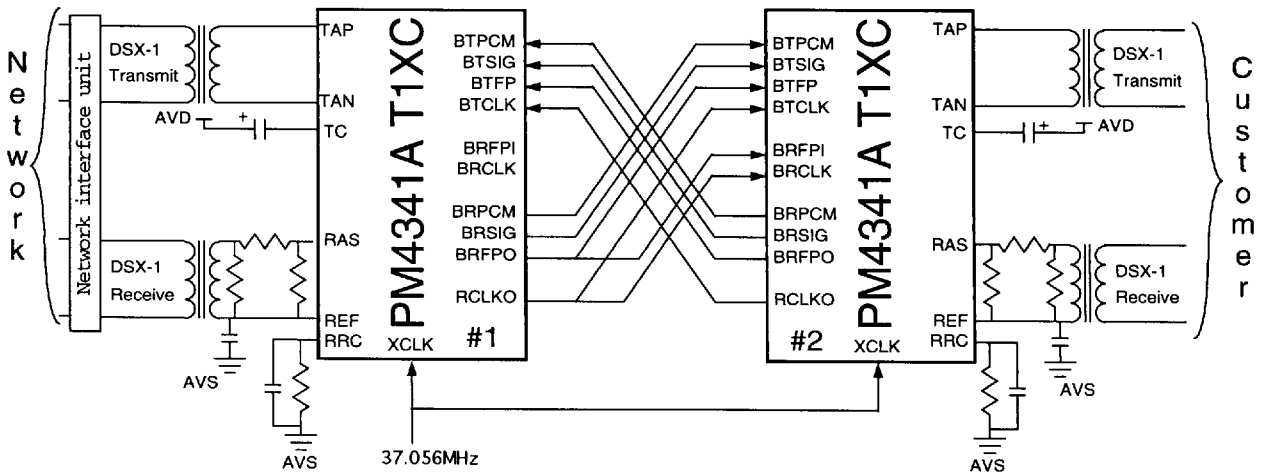 Network
Network interface unit
DSX-1
Transmit
AVD
+
DSX-1
Receive
AVS
AVS
TAP
TAN
TC
RAS
REF
RRC
PM4341A T1XC
#1
XCLK
BTPCM
BTSIG
BTFP
BTCLK
BRFPI
BRCLK
BRPCM
BRSIG
BRFPO
RCLKO
37.056MHz
BTPCM
BTSIG
BTFP
BTCLK
BRFPI
BRCLK
BRPCM
BRSIG
BRFPO
RCLKO
PM4341A T1XC
#2
XCLK
TAP
TAN
TC
RAS
REF
RRC
DSX-1
Transmit
+
AVD
DSX-1
Receive
AVS
AVS
Customer